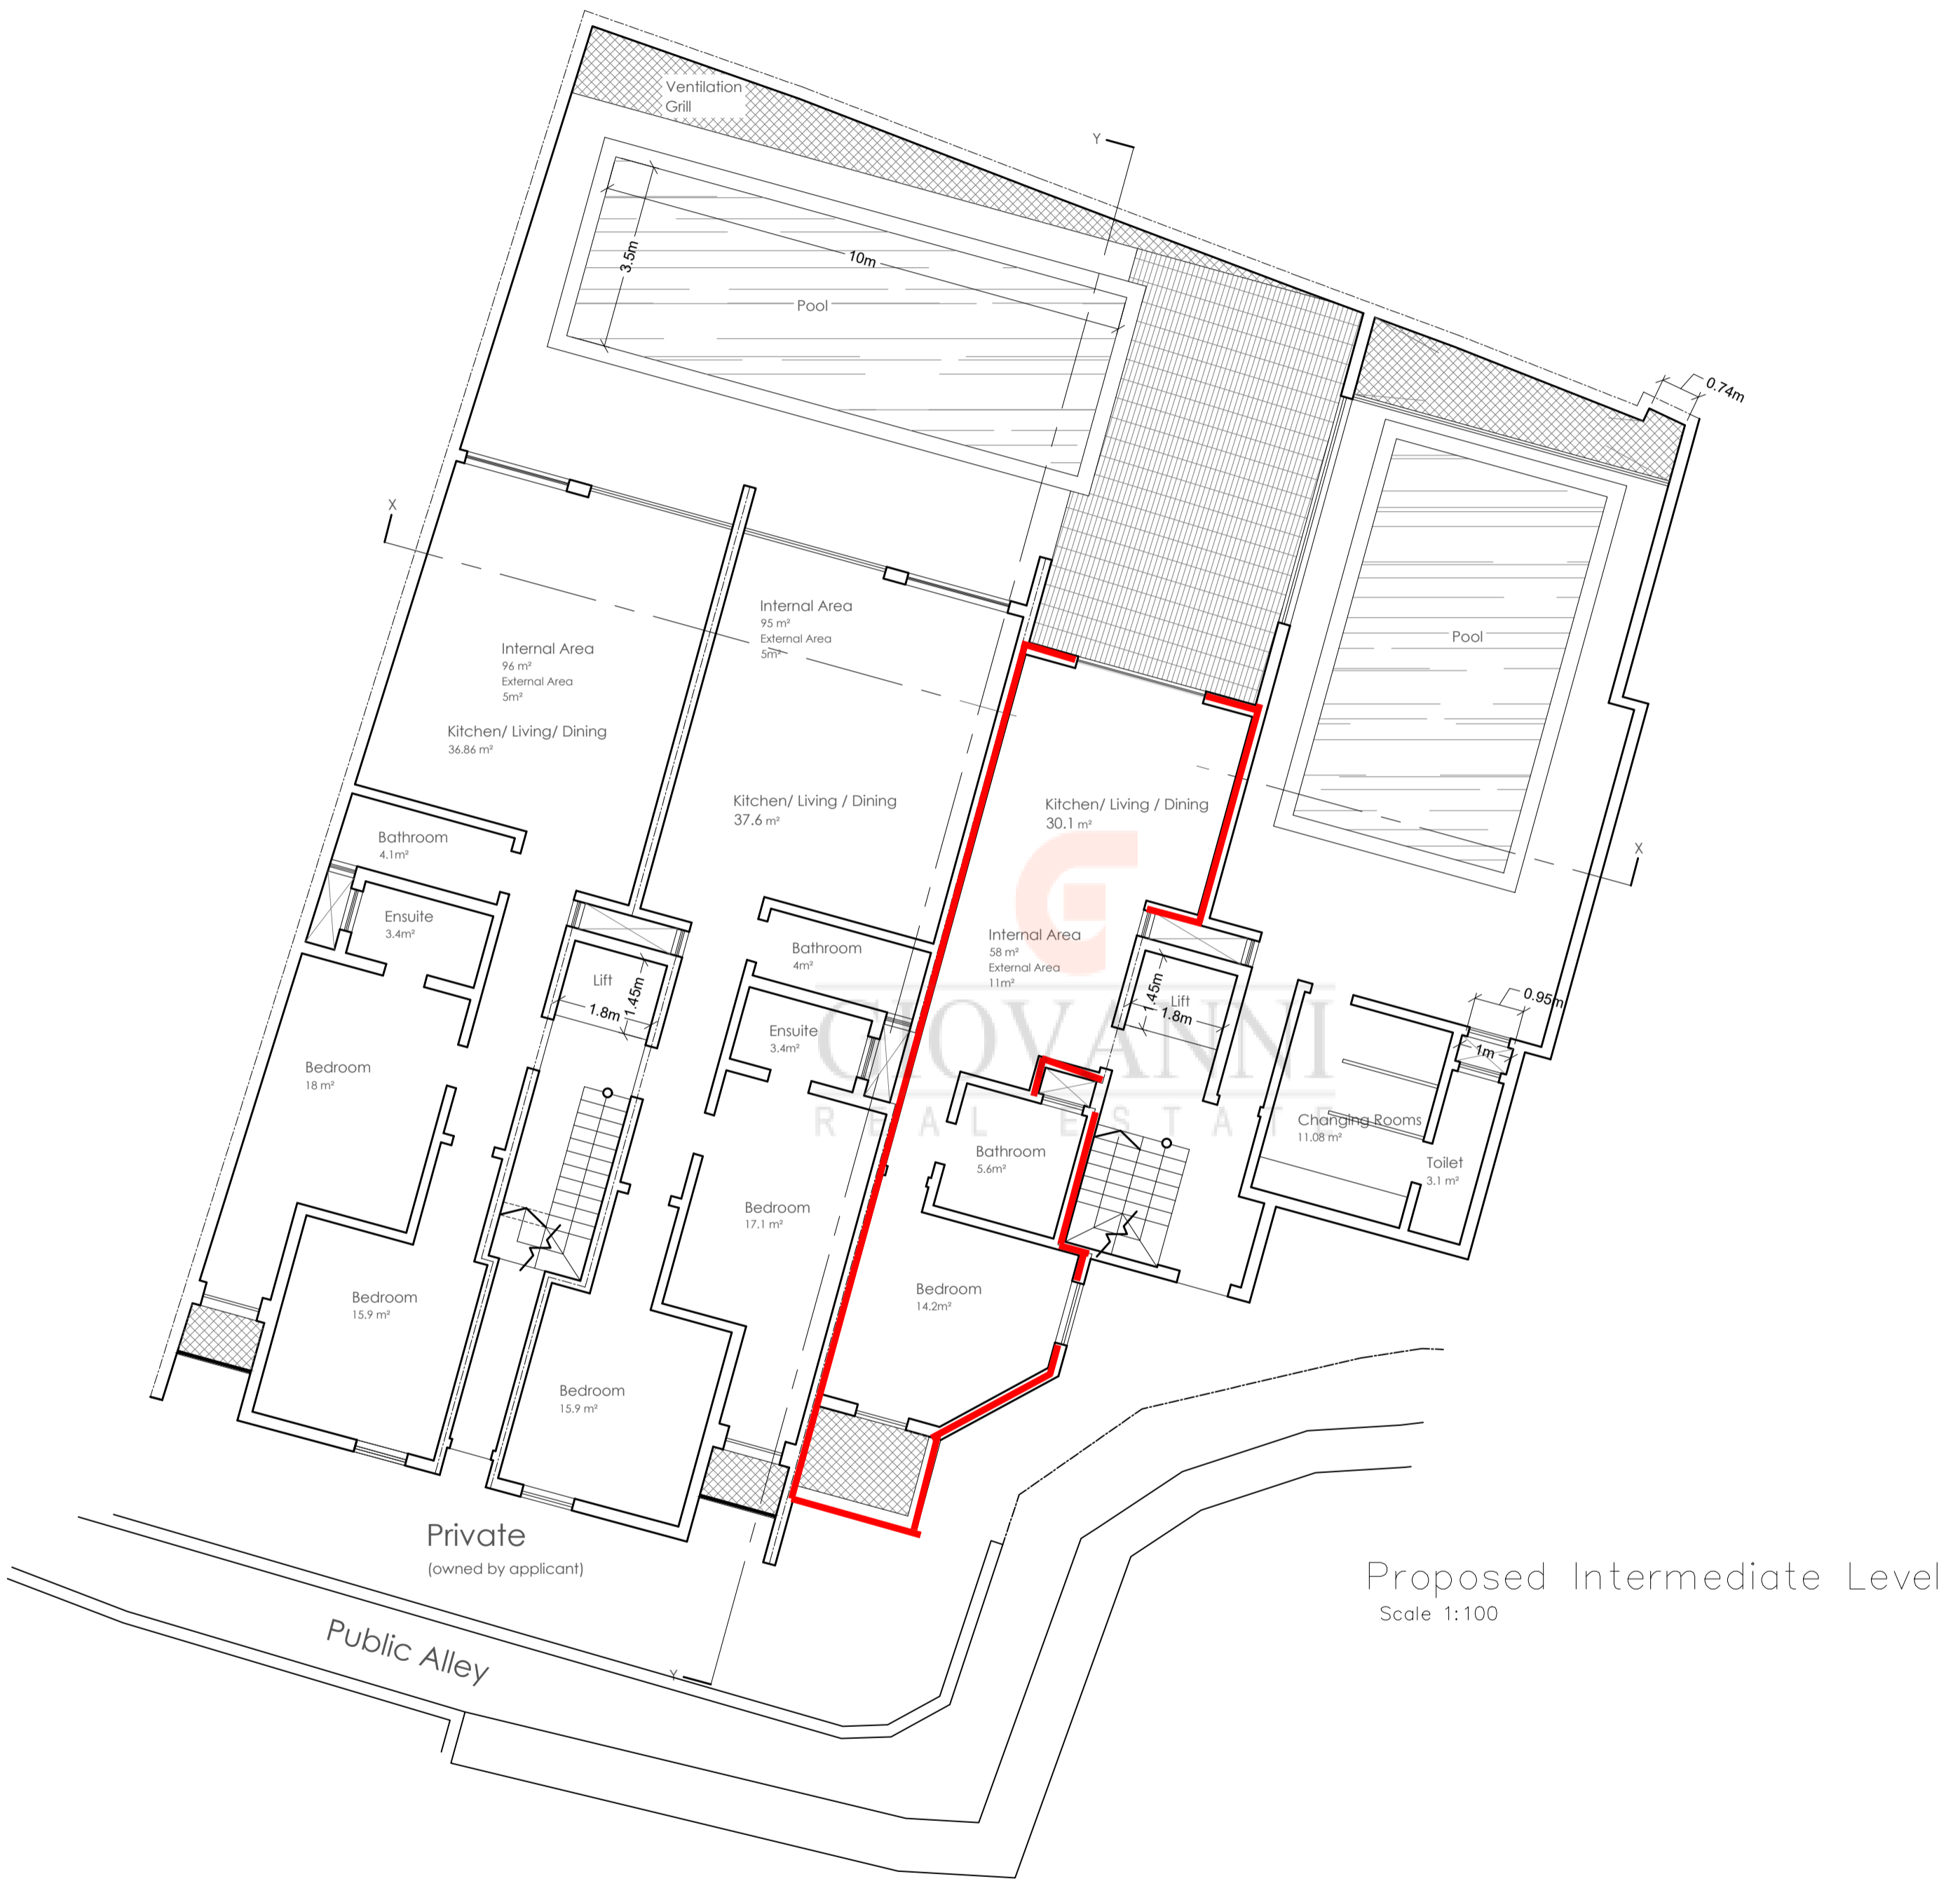 Ventilation
Grill
Y
3.5m
10m
Pool
0.74m
X
Internal Area
96 m²
External Area
5m²
Kitchen/ Living/ Dining
36.86 m²
Internal Area
95 m²
External Area
5m²
Kitchen/ Living / Dining
37.6 m²
Pool
Kitchen/ Living / Dining
30.1 m²
X
Bathroom
4.1m²
Ensuite
3.4m²
Lift
1.8m
1.45m
Bathroom
4m²
Ensuite
3.4m²
Internal Area
58 m²
External Area
11m²
Lift
1.8m
1.45m
0.95m
1m
GIOVANNI
REAL ESTATE
Bedroom
18 m²
Changing Rooms
11.08 m²
Bathroom
5.6m²
Toilet
3.1 m²
Bedroom
17.1 m²
Bedroom
15.9 m²
Bedroom
14.2m²
Bedroom
15.9 m²
Private
(owned by applicant)
Public Alley
Y
Proposed Intermediate Level
Scale 1:100